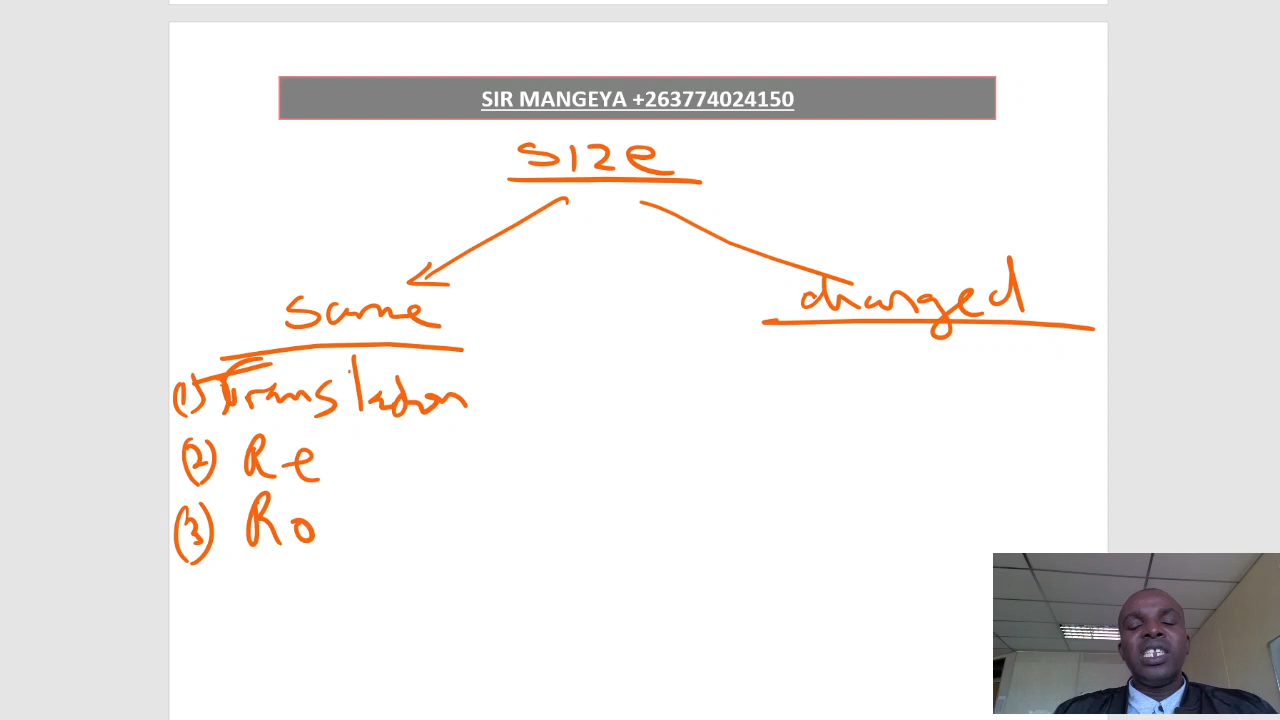 SIR MANGEYA +263774024150
size
same
changed
(1) Translation
(2) Re
(3) Ro